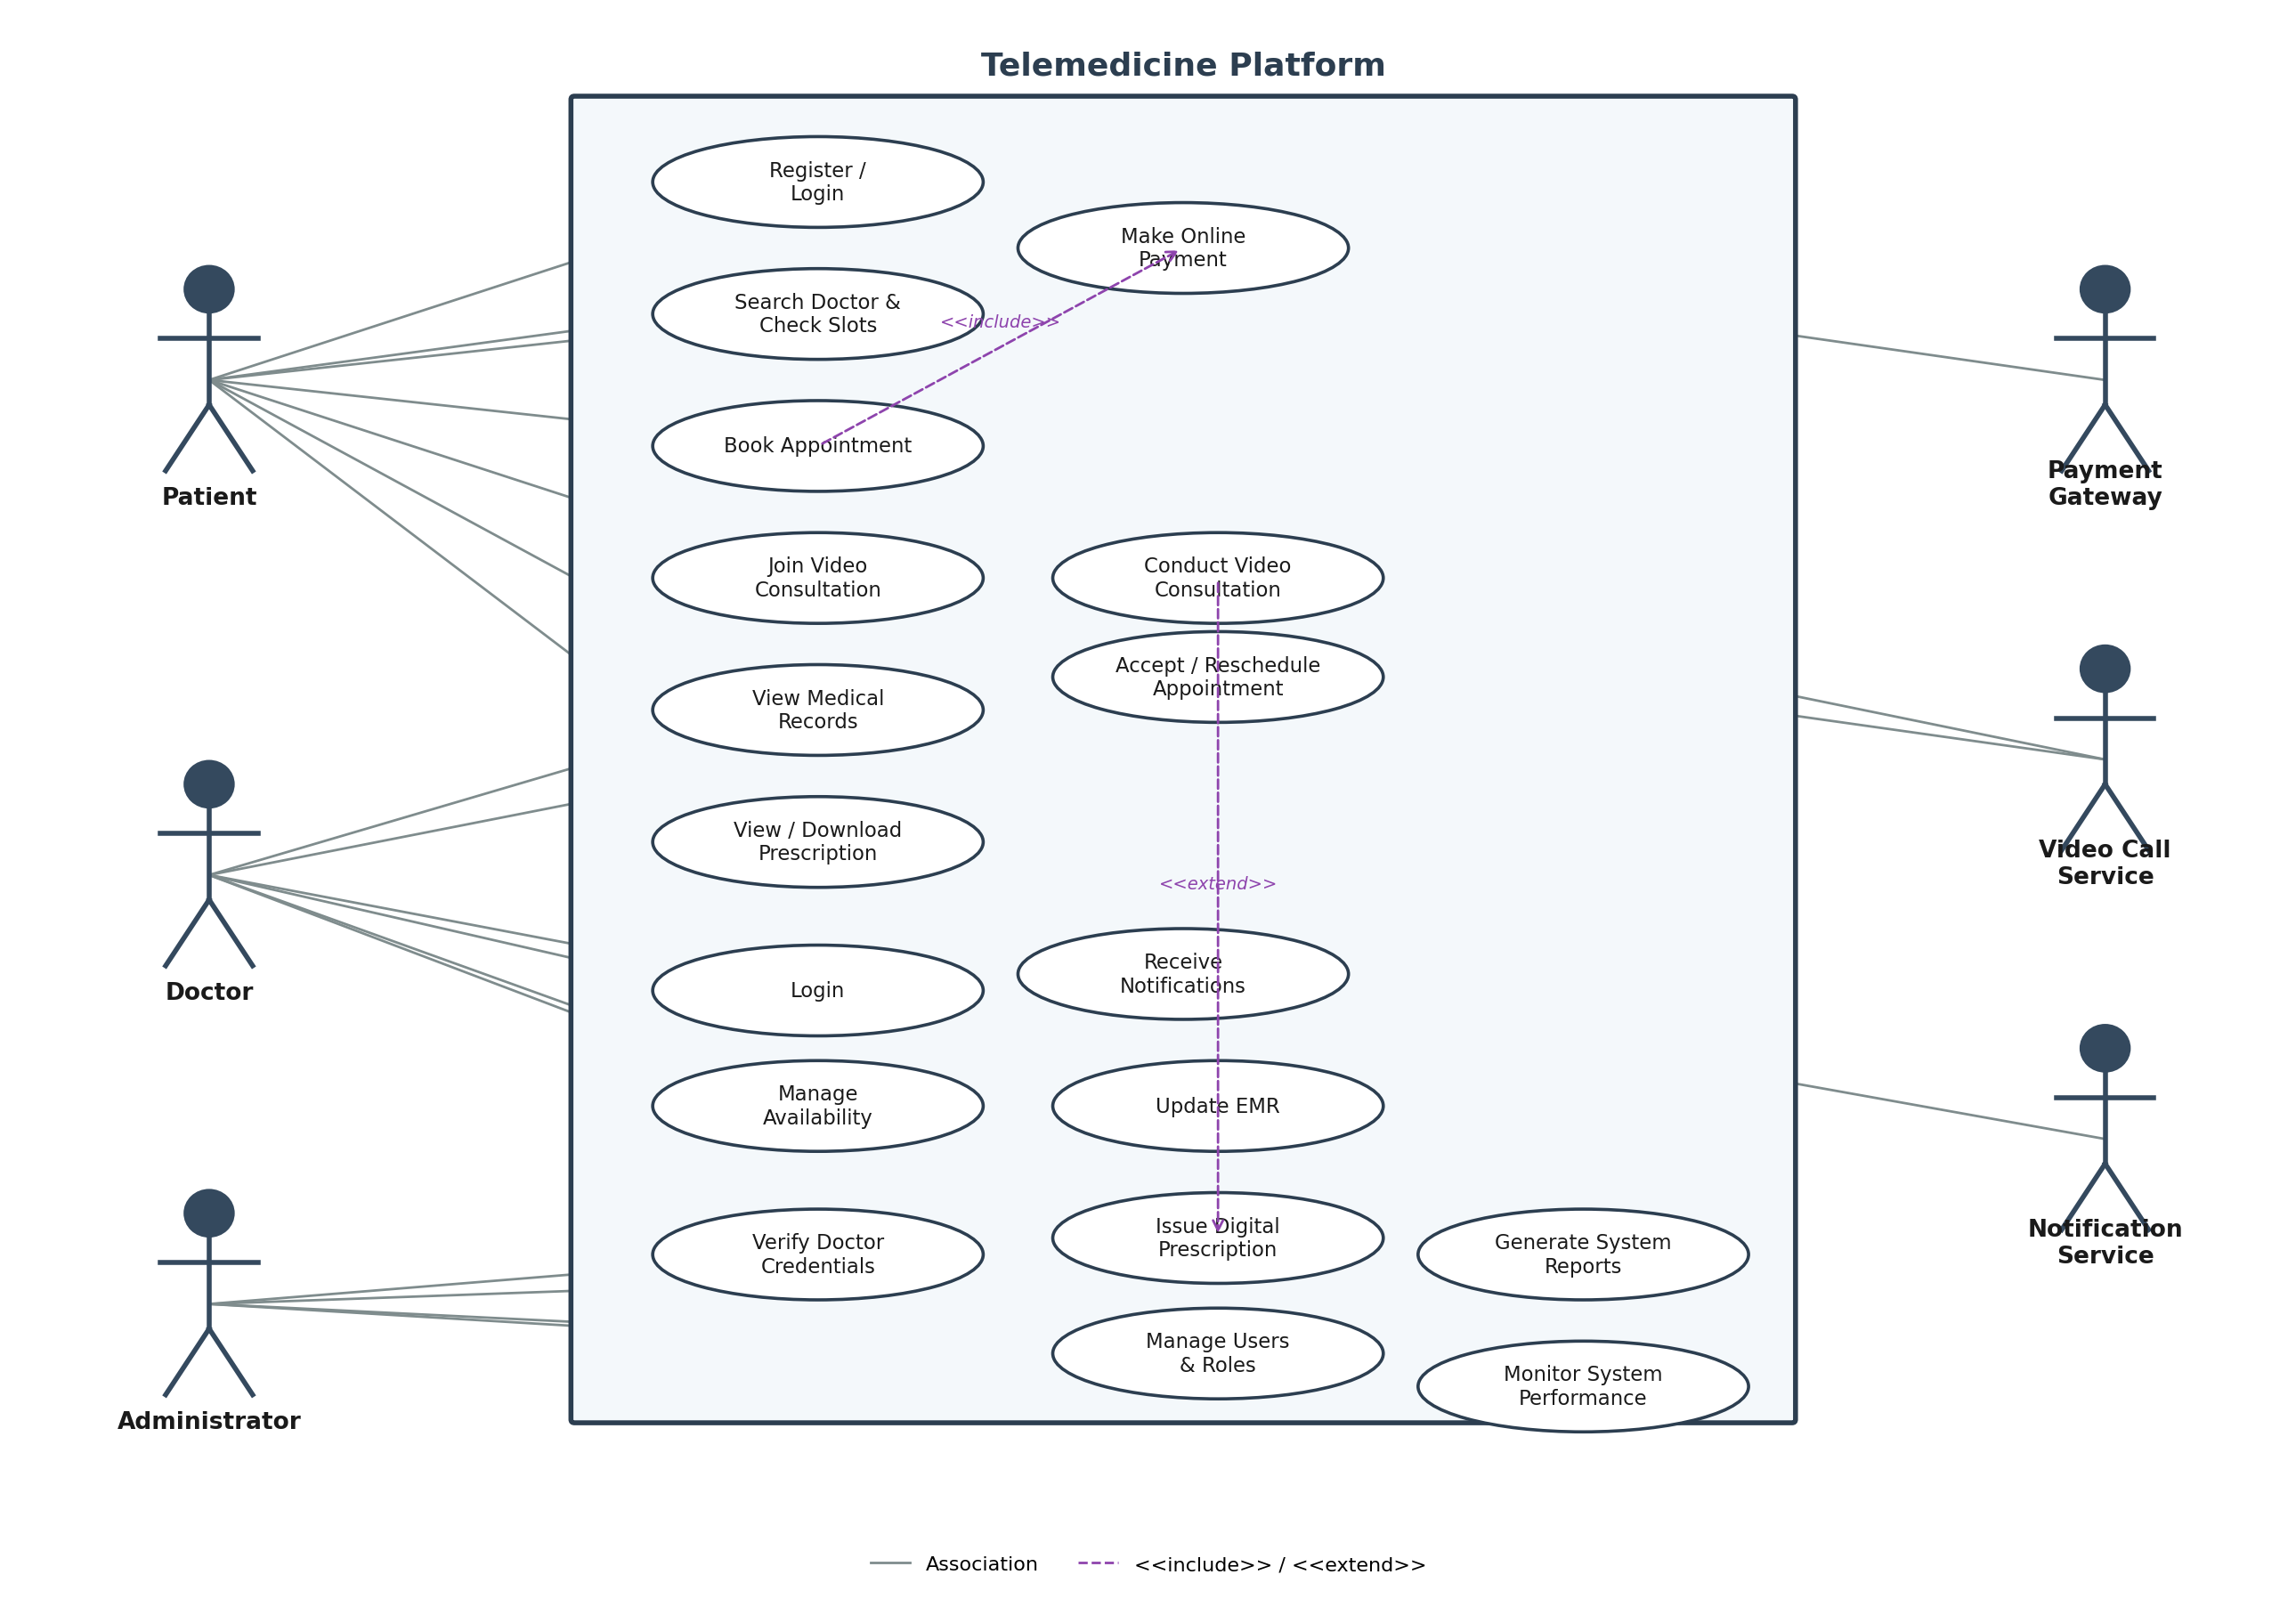 Telemedicine Platform
Register /
Login
Make Online
Payment
Search Doctor &
Check Slots
<<include>>
Book Appointment
Patient
Payment
Gateway
Join Video
Consultation
Conduct Video
Consultation
Accept / Reschedule
Appointment
View Medical
Records
View / Download
Prescription
Video Call
Service
<<extend>>
Receive
Notifications
Login
Doctor
Manage
Availability
Update EMR
Verify Doctor
Credentials
Issue Digital
Prescription
Generate System
Reports
Notification
Service
Manage Users
& Roles
Monitor System
Performance
Administrator
Association
<<include>> / <<extend>>